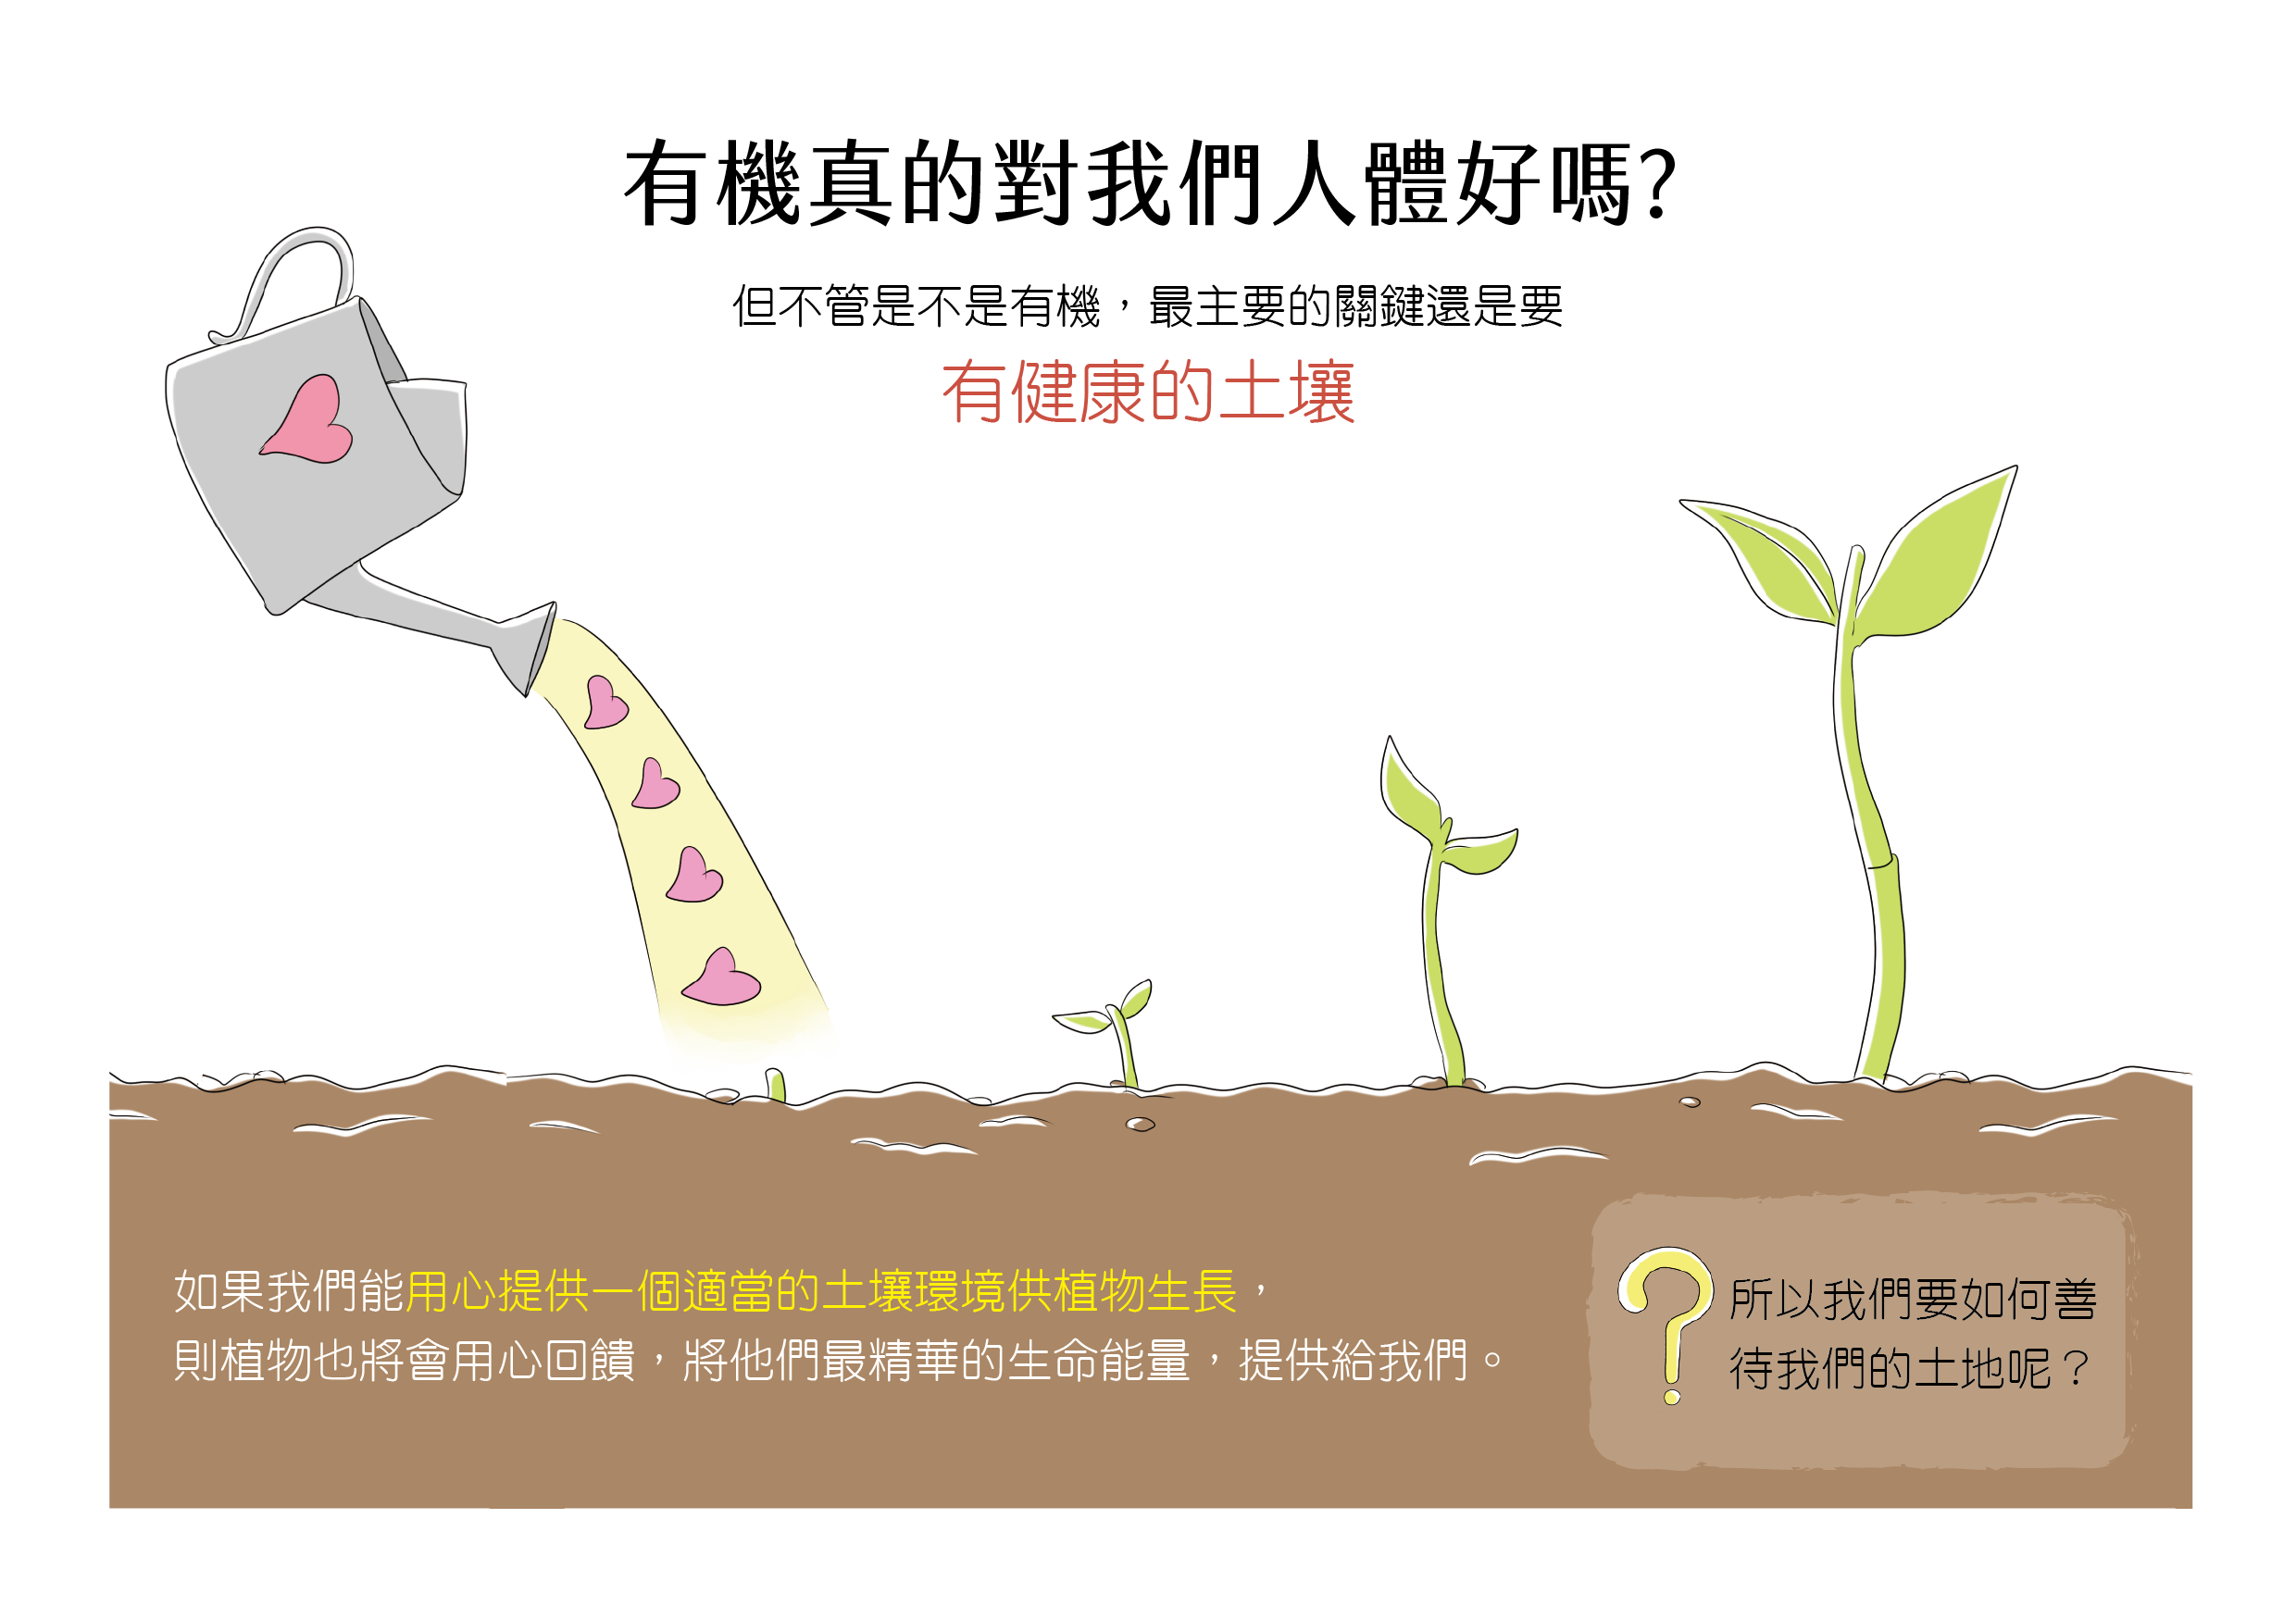 有機真的對我們人體好嗎?
但不管是不是有機，最主要的關鍵還是要
有健康的土壤
如果我們能用心提供一個適當的土壤環境供植物生長，
則植物也將會用心回饋，將他們最精華的生命能量，提供給我們。
所以我們要如何善
待我們的土地呢？